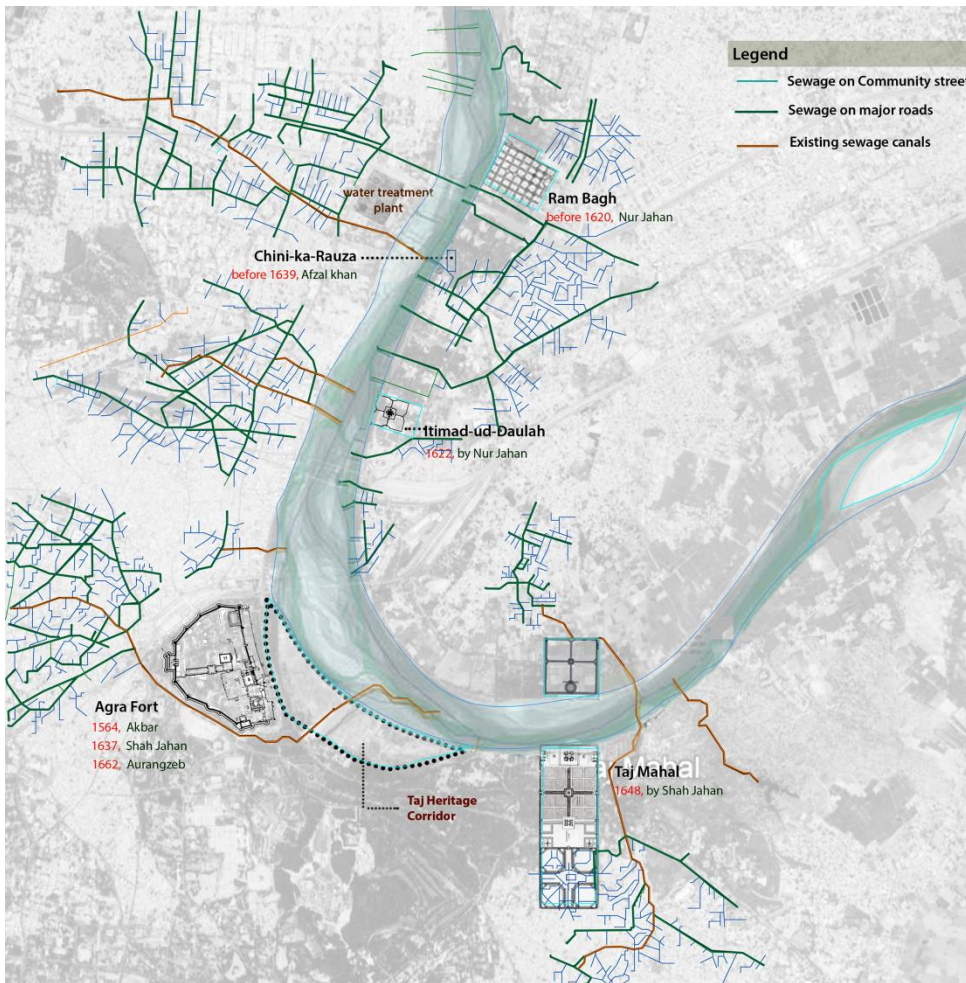 Legend
Sewage on Community street
Sewage on major roads
Existing sewage canals
water treatment
plant
Ram Bagh
before 1620, Nur Jahan
Chini-ka-Rauza
before 1639, Afzal khan
Itimad-ud-Daulah
1622, by Nur Jahan
Agra Fort
1564, Akbar
1637, Shah Jahan
1662, Aurangzeb
Taj Heritage
Corridor
Taj Mahal
1648, by Shah Jahan